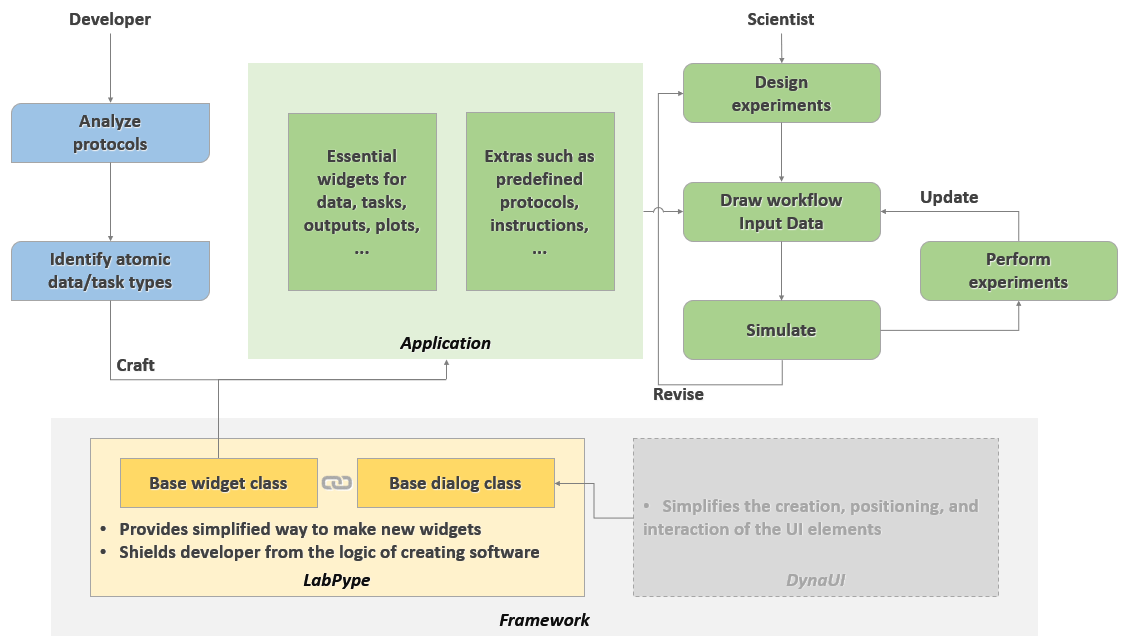 Developer
Analyze
protocols
Identify atomic
data/task types
Craft
Essential
widgets for
data, tasks,
outputs, plots,
...
Extras such as
predefined
protocols,
instructions,
...
Application
Scientist
Design
experiments
Draw workflow
Input Data
Update
Perform
experiments
Simulate
Revise
Base widget class
Base dialog class
• Provides simplified way to make new widgets
• Shields developer from the logic of creating software
LabPype
• Simplifies the creation, positioning, and
interaction of the UI elements
DynaUI
Framework